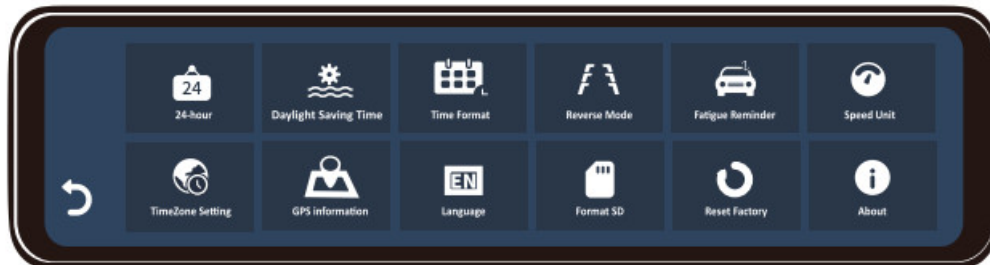 24
24-hour
Daylight Saving Time
Time Format
Reverse Mode
1
Fatigue Reminder
Speed Unit
TimeZone Setting
GPS information
EN
Language
Format SD
Reset Factory
i
About